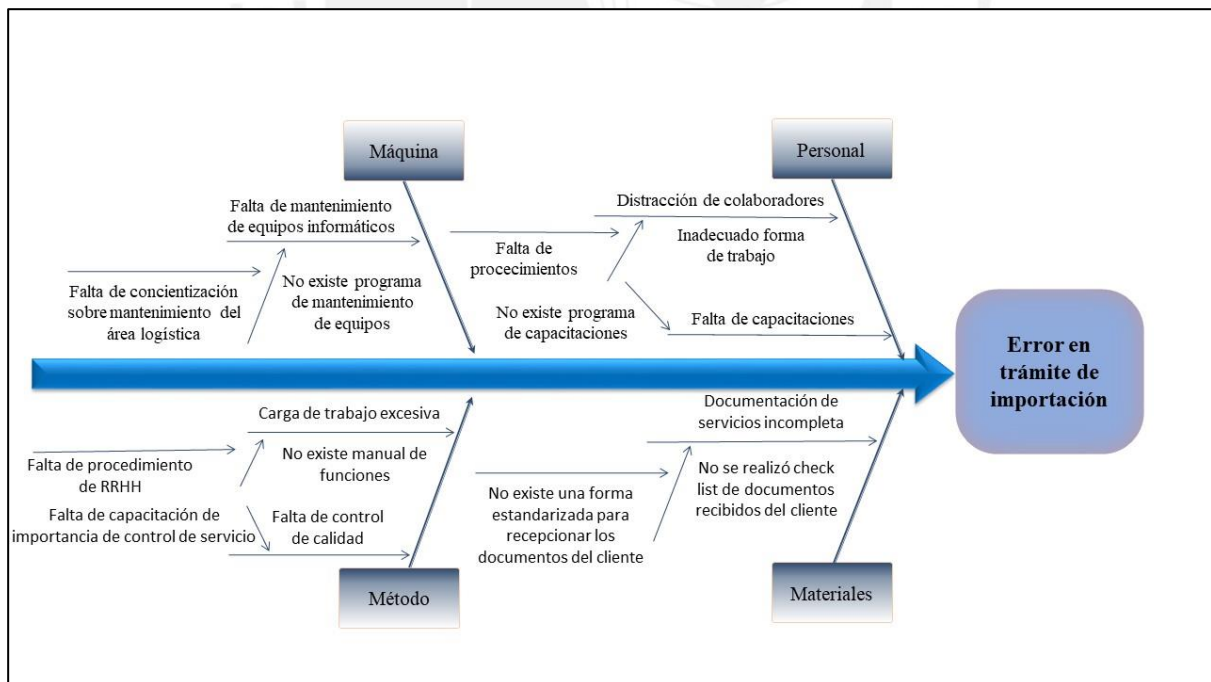 Máquina
Personal
Falta de mantenimiento
de equipos informáticos
Distracción de colaboradores
Falta de
procecimientos
Inadecuado forma
de trabajo
Falta de concientización
sobre mantenimiento del
área logística
No existe programa
de mantenimiento
de equipos
No existe programa
de capacitaciones
Falta de capacitaciones
Error en
trámite de
importación
Carga de trabajo excesiva
No existe manual de
funciones
Falta de procedimiento
de RRHH
Falta de capacitación de
importancia de control de servicio
Falta de control
de calidad
Documentación de
servicios incompleta
No se realizó check
list de documentos
recibidos del cliente
No existe una forma
estandarizada para
recepcionar los
documentos del cliente
Método
Materiales